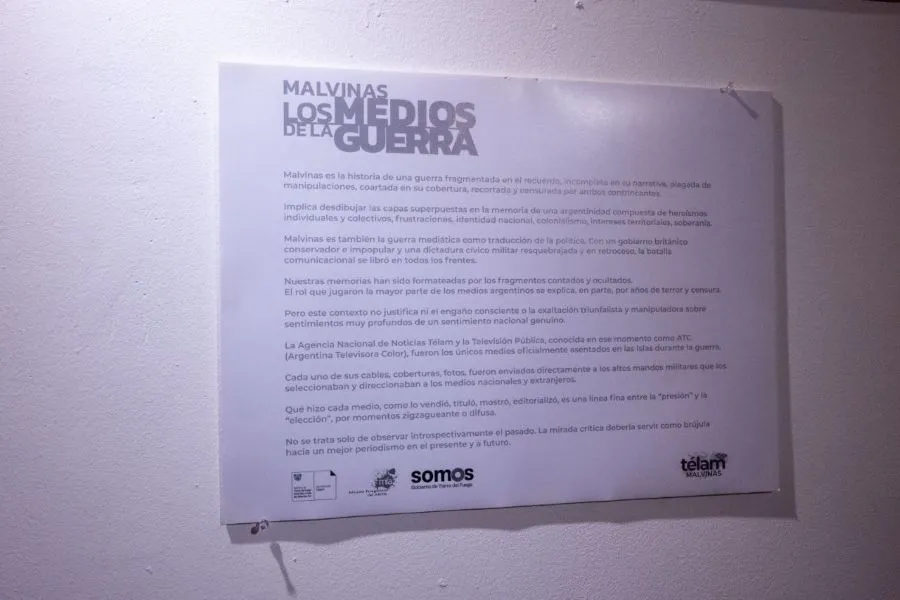 MALVINAS
LOS MEDIOS
DE LA GUERRA
Malvinas es la historia de una guerra fragmentada en el recuento, incompleta en su narrativa, plagada de
manipulaciones, coartada en su cobertura, recortada y censurada por ambos contrincantes.
Implica desdibujar las capas superpuestas en la memoria de una argentinidad compuesta de heroísmos
individuales y colectivos, frustraciones, identidad nacional, colonialismo, intereses territoriales, soberanía.
Malvinas es también la guerra mediática como traducción de la política. Con un gobierno británico
conservador e impopular y una dictadura cívico militar resquebrajada y en retroceso, la batalla
comunicacional se libró en todos los frentes.
Nuestras memorias han sido formateadas por los fragmentos contados y ocultados.
El rol que jugaron la mayor parte de los medios argentinos se explica, en parte, por años de terror y censura.
Pero este contexto no justifica ni el engaño consciente o la exaltación triunfalista y manipuladora sobre
sentimientos muy profundos de un sentimiento nacional genuino.
La Agencia Nacional de Noticias Télam y la Televisión Pública, conocida en ese momento como ATC
(Argentina Televisora Color), fueron los únicos medios oficialmente asentados en las Islas durante la guerra.
Cada uno de sus cables, coberturas, fotos, fueron enviados directamente a los altos mandos militares que los
seleccionaban y direccionaban a los medios nacionales y extranjeros.
Qué hizo cada medio, como lo vendió, tituló, mostró, editorializó, es una línea fina entre la "presión" y la
"elección", por momentos zigzagueante o difusa.
No se trata solo de observar introspectivamente el pasado. La mirada crítica debería servir como brújula
hacia un mejor periodismo en el presente y a futuro.
somos
Gobierno de Tierra del Fuego
télam
MALVINAS